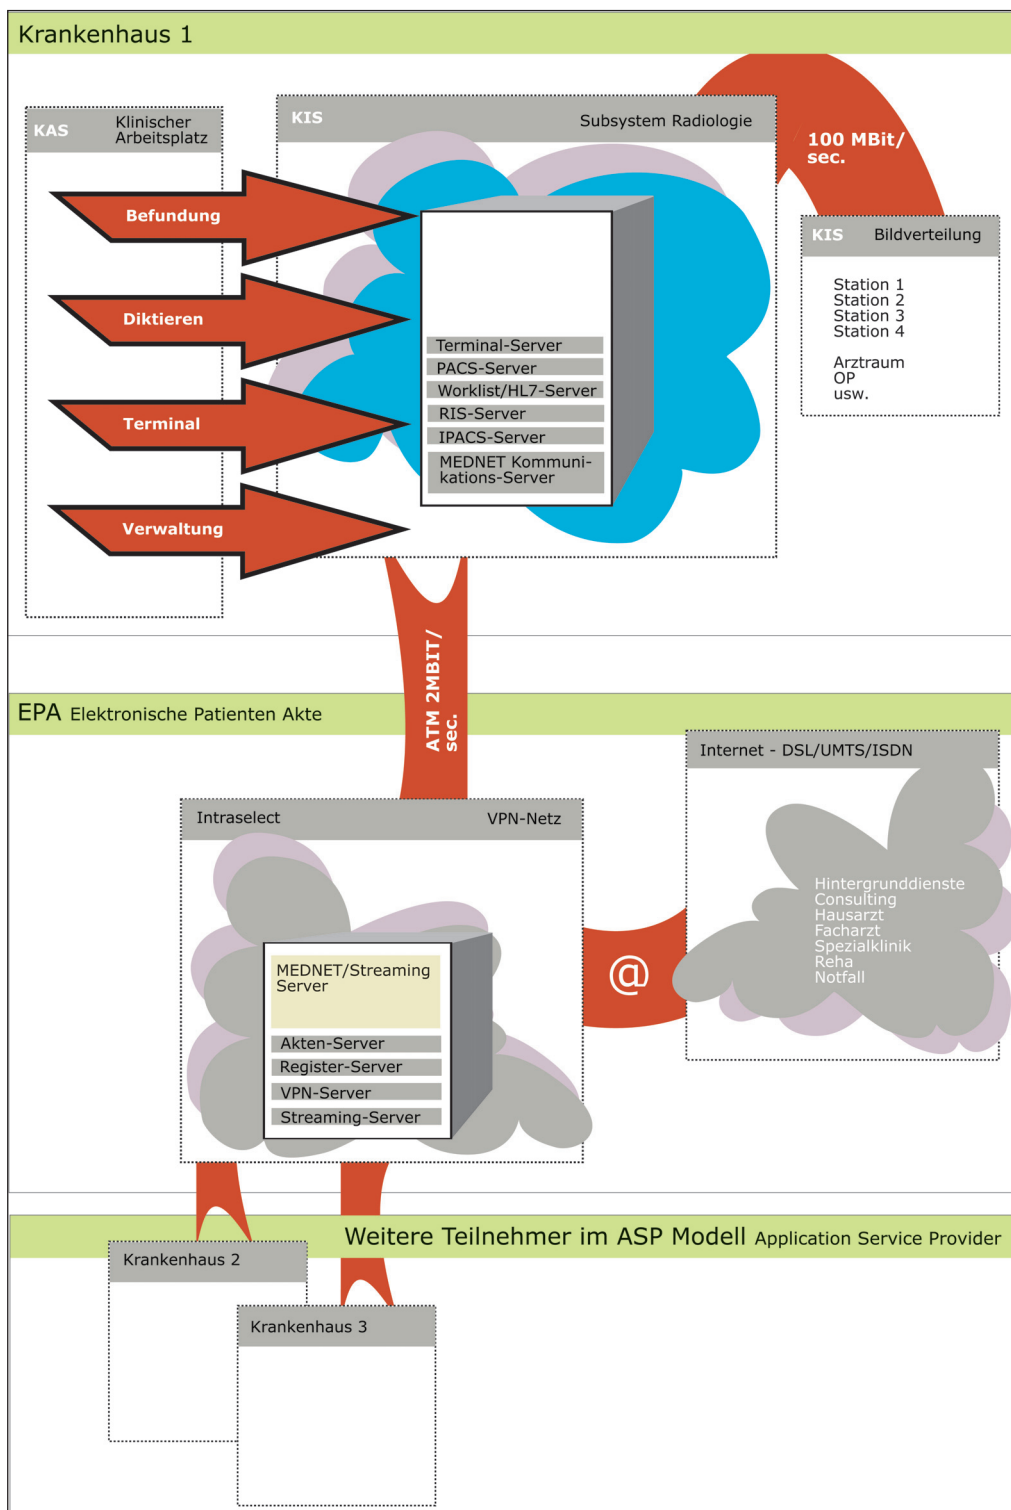 Krankenhaus 1
KAS
Klinischer
Arbeitsplatz
KIS
Subsystem Radiologie
100 MBit/
sec.
Befundung
Diktieren
Terminal
Verwaltung
Terminal-Server
PACS-Server
Worklist/HL7-Server
RIS-Server
IPACS-Server
MEDNET Kommuni-
kations-Server
KIS
Bildverteilung
Station 1
Station 2
Station 3
Station 4
Arztraum
OP
usw.
ATM 2MBIT/
sec.
EPA Elektronische Patienten Akte
Intraselect
VPN-Netz
MEDNET/Streaming
Server
Akten-Server
Register-Server
VPN-Server
Streaming-Server
@
Internet - DSL/UMTS/ISDN
Hintergrunddienste
Consulting
Hausarzt
Facharzt
Spezialklinik
Reha
Notfall
Weitere Teilnehmer im ASP Modell Application Service Provider
Krankenhaus 2
Krankenhaus 3